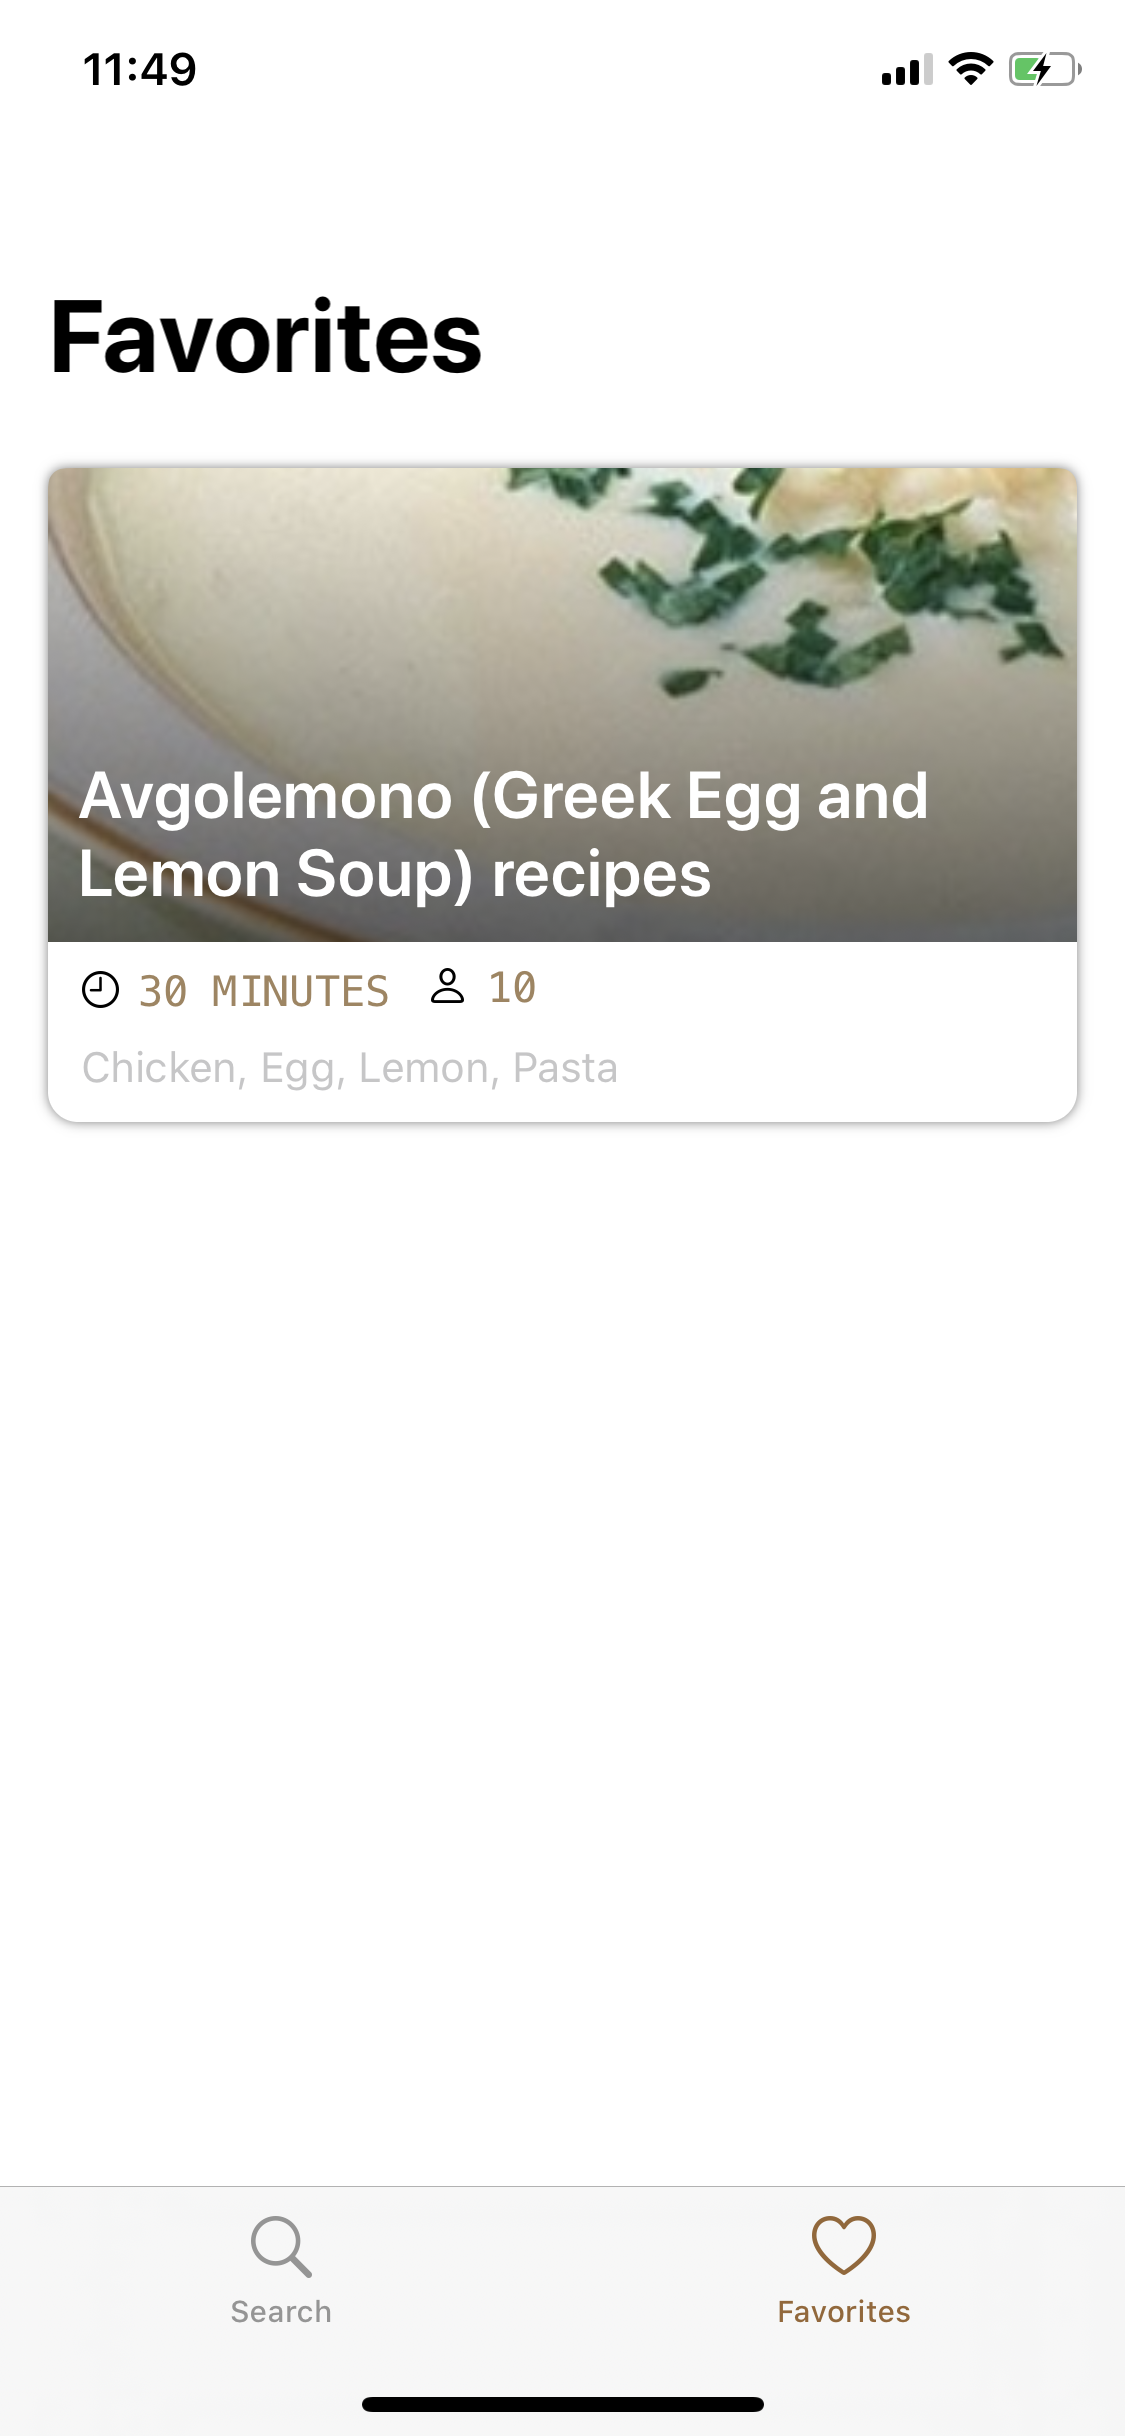 11:49
Favorites
Avgolemono (Greek Egg and
Lemon Soup) recipes
30 MINUTES 10
Chicken, Egg, Lemon, Pasta
Search Favorites